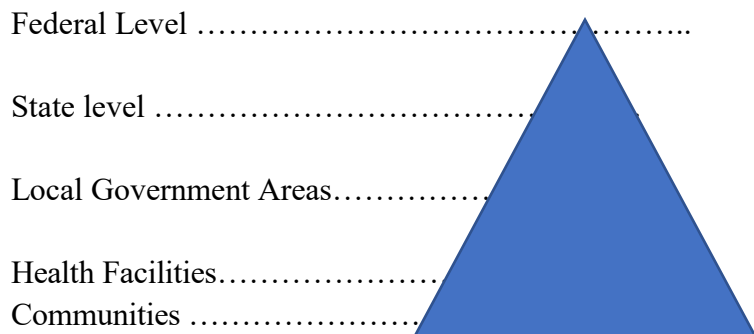 Federal Level …………………………………………………..
State level ……………………………………….
Local Government Areas……………….
Health Facilities……………………….
Communities ……………………….